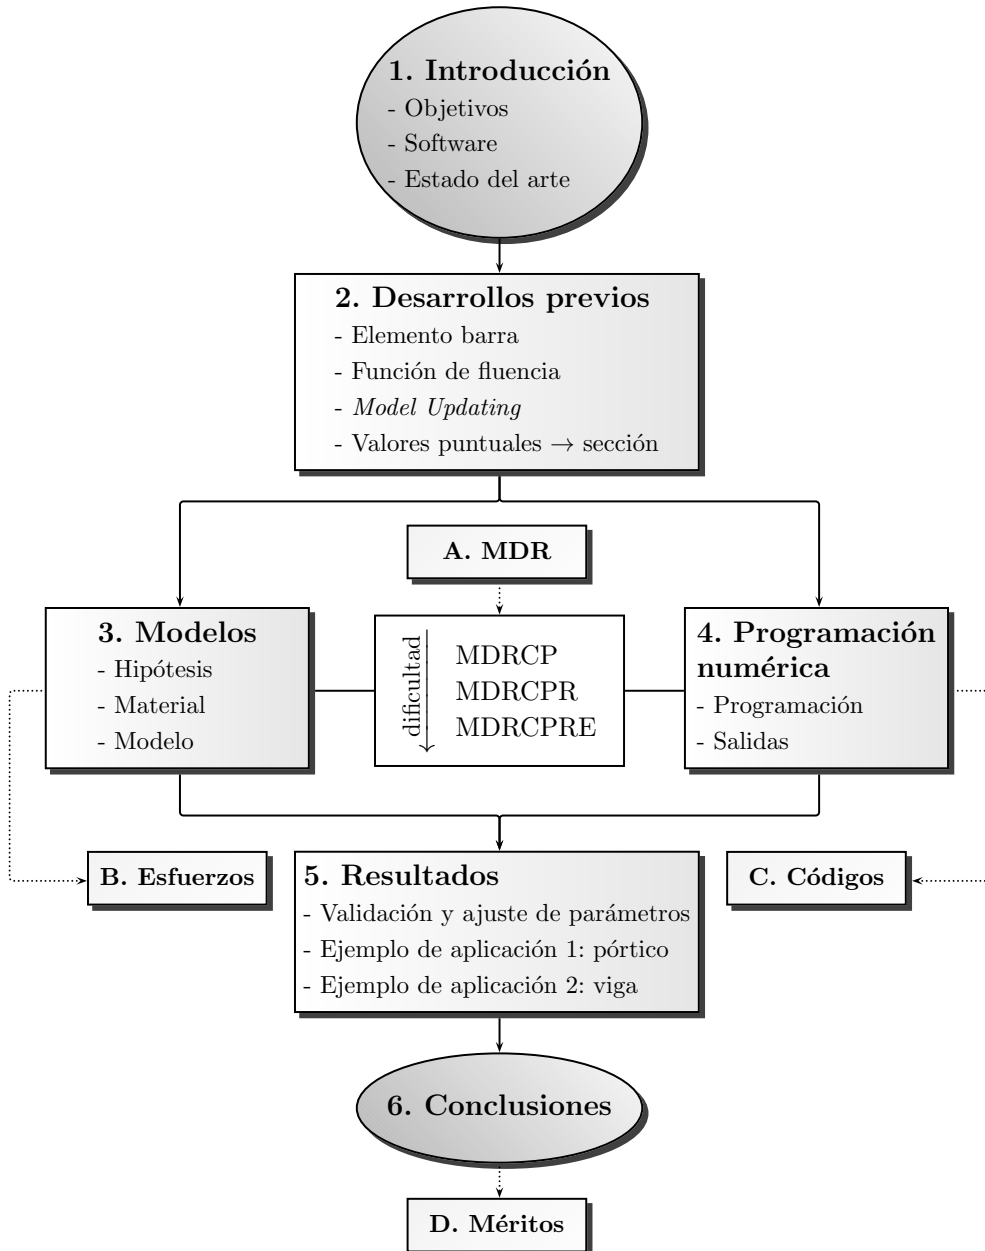 1. Introducción
- Objetivos
- Software
- Estado del arte
2. Desarrollos previos
- Elemento barra
- Función de fluencia
- Model Updating
- Valores puntuales → sección
A. MDR
3. Modelos
- Hipótesis
- Material
- Modelo
dificultad
MDRCP
MDRCPR
MDRCPRE
4. Programación
numérica
- Programación
- Salidas
B. Esfuerzos
5. Resultados
- Validación y ajuste de parámetros
- Ejemplo de aplicación 1: pórtico
- Ejemplo de aplicación 2: viga
C. Códigos
6. Conclusiones
D. Méritos